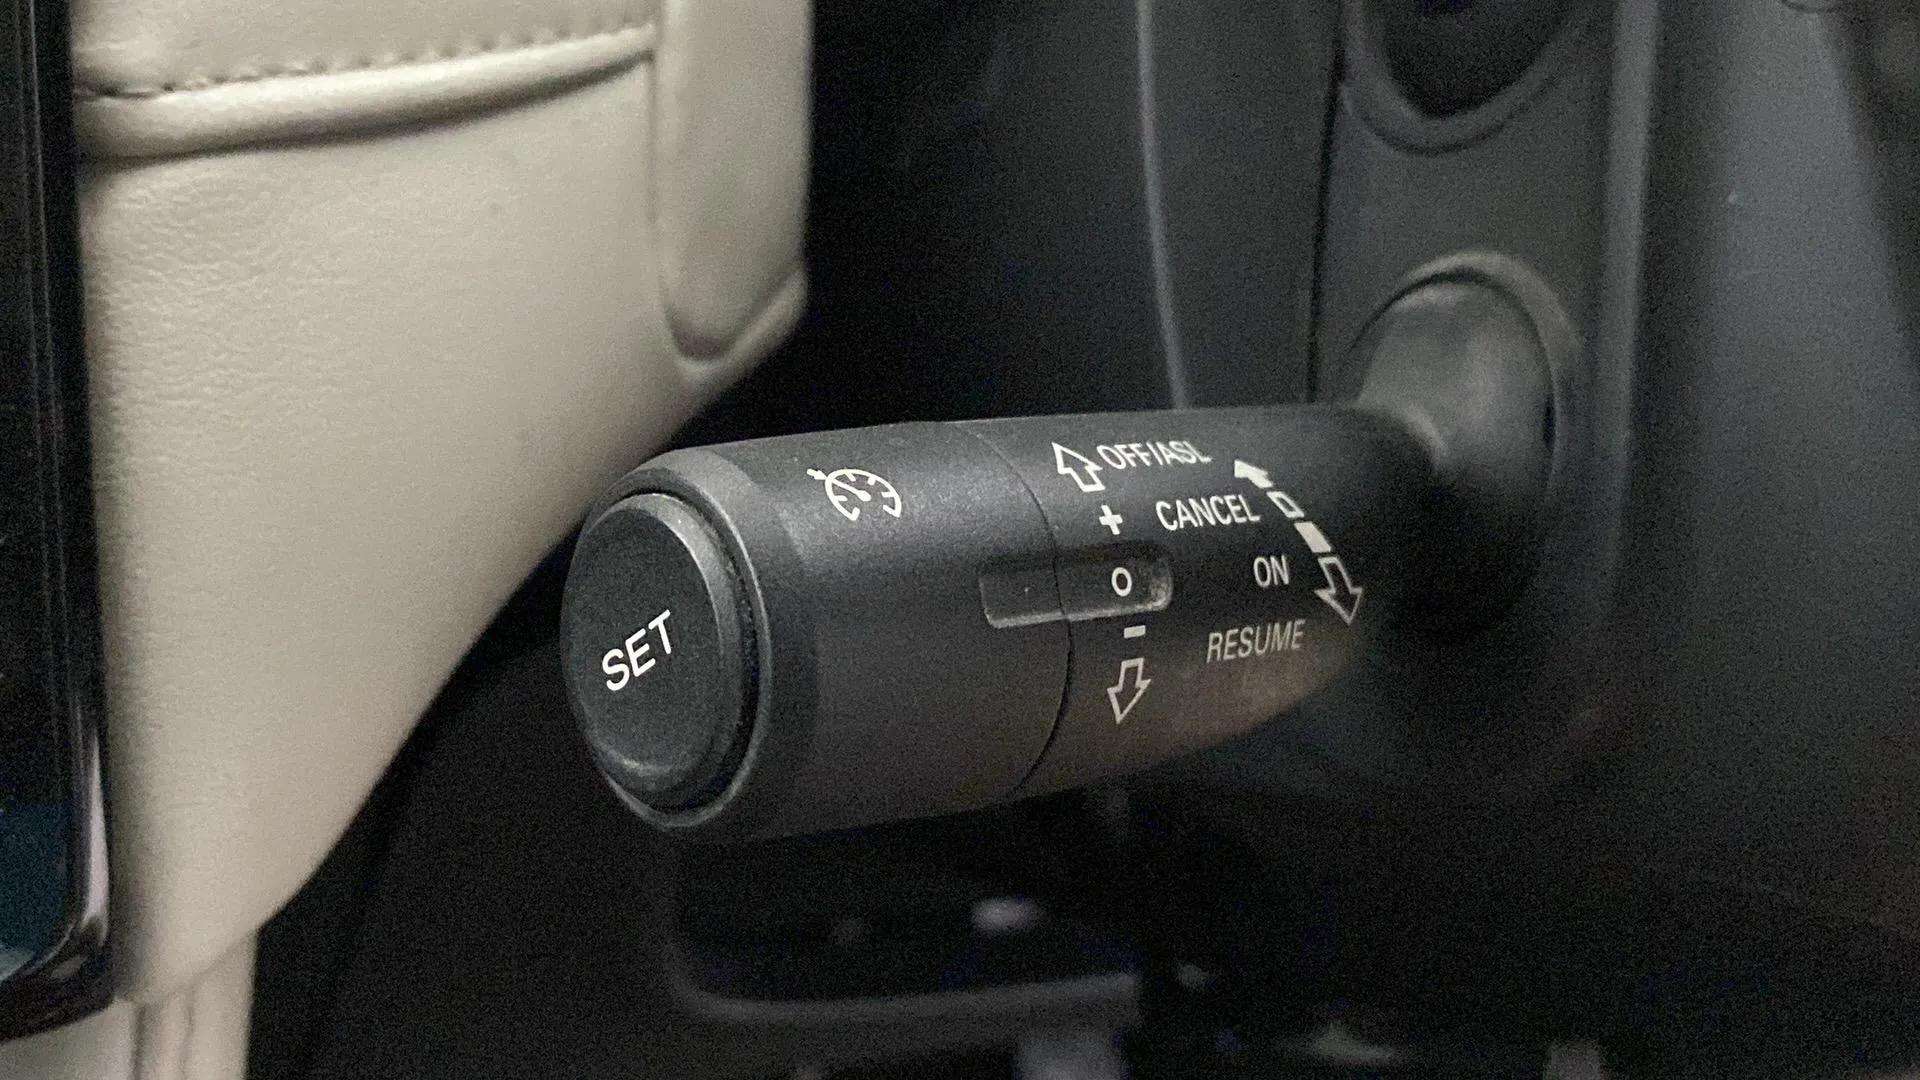 OFF/ASL
+ CANCEL
O ON
- RESUME
SET